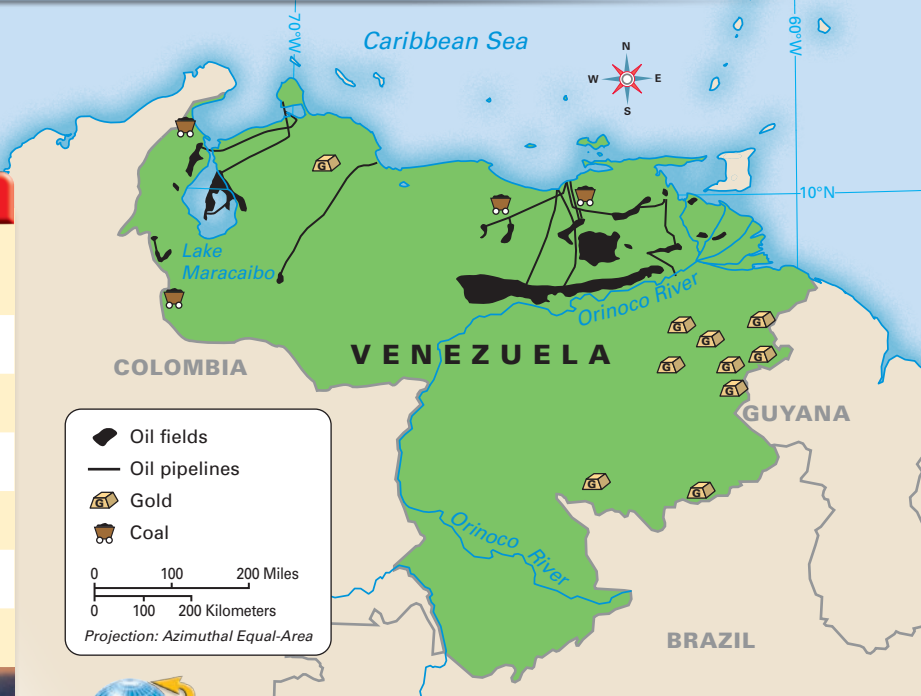 70°W
60°W
Caribbean Sea
N
W E
S
G
10°N
Lake
Maracaibo
Orinoco River
G
G
G
VENEZUELA
G
G
G
COLOMBIA
G
GUYANA
Oil fields
Oil pipelines
G Gold
Coal
G
G
Orinoco River
0 100 200 Miles
0 100 200 Kilometers
Projection: Azimuthal Equal-Area
BRAZIL